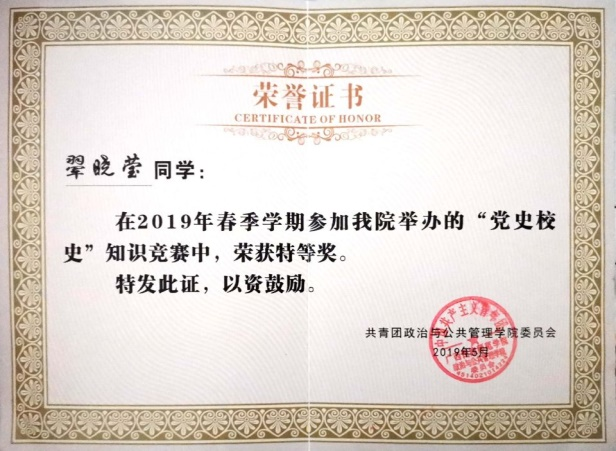 荣誉证书
CERTIFICATE OF HONOR
翠晓莹 同学：
在2019年春季学期参加我院举办的“党史校
史”知识竞赛中，荣获特等奖。
特发此证，以资鼓励。
共青团政治与公共管理学院委员会
2019年5月